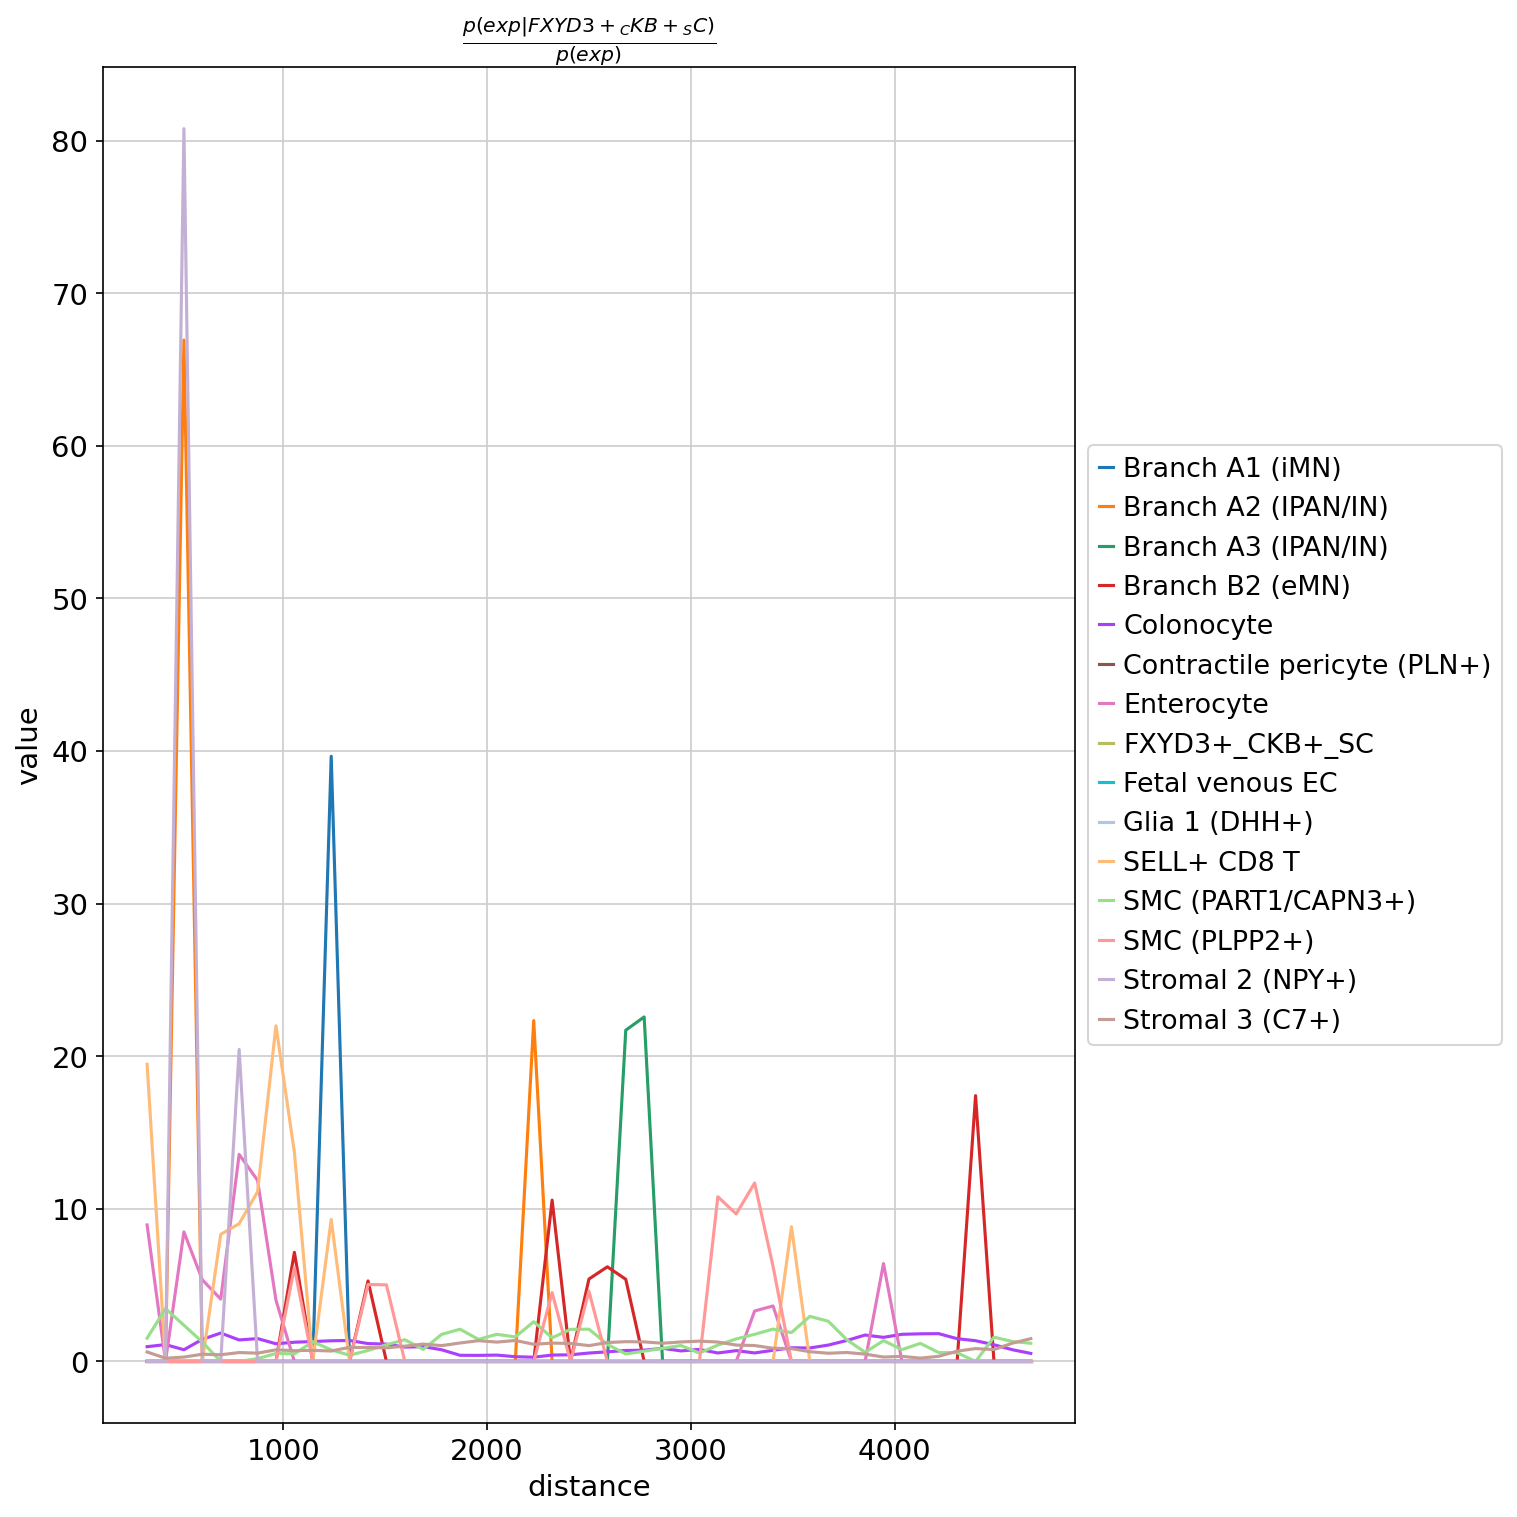 p(exp|FXYD3+CKB+SC)
p(exp)
80
70
60
50
40
30
20
10
0
value
1000 2000 3000 4000
distance
Branch A1 (iMN)
Branch A2 (IPAN/IN)
Branch A3 (IPAN/IN)
Branch B2 (eMN)
Colonocyte
Contractile pericyte (PLN+)
Enterocyte
FXYD3+_CKB+_SC
Fetal venous EC
Glia 1 (DHH+)
SELL+ CD8 T
SMC (PART1/CAPN3+)
SMC (PLPP2+)
Stromal 2 (NPY+)
Stromal 3 (C7+)